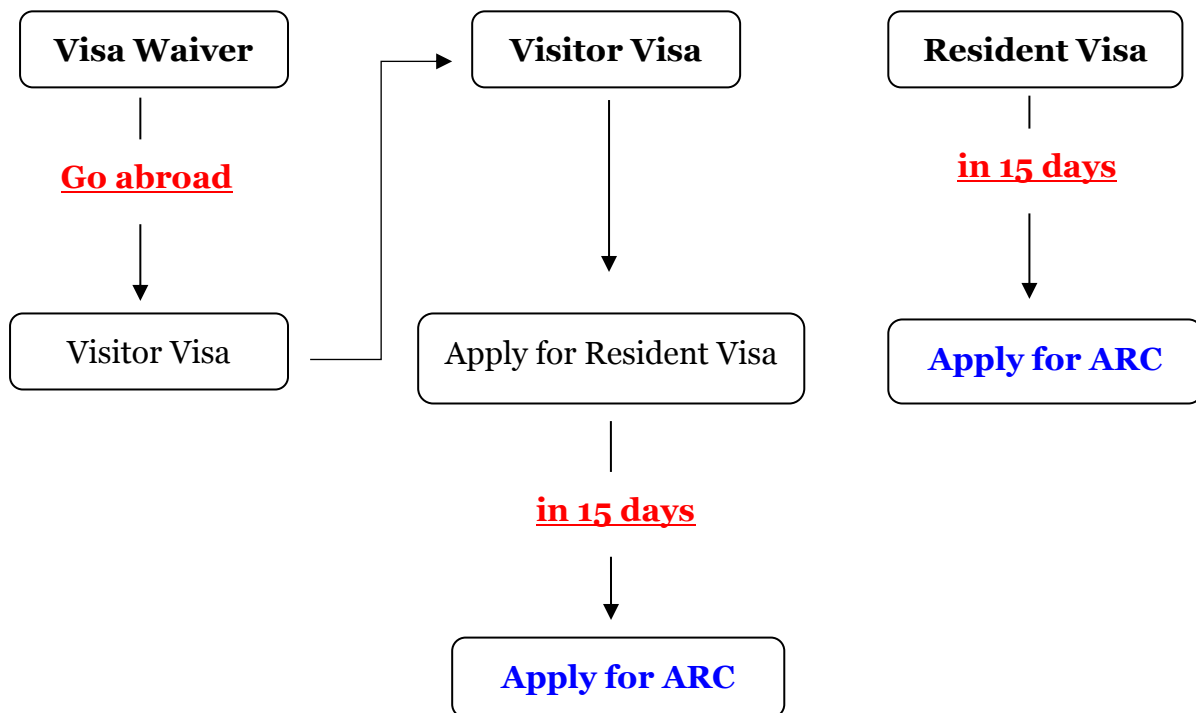 Visa Waiver
Go abroad
Visitor Visa
Visitor Visa
Apply for Resident Visa
in 15 days
Apply for ARC
Resident Visa
in 15 days
Apply for ARC